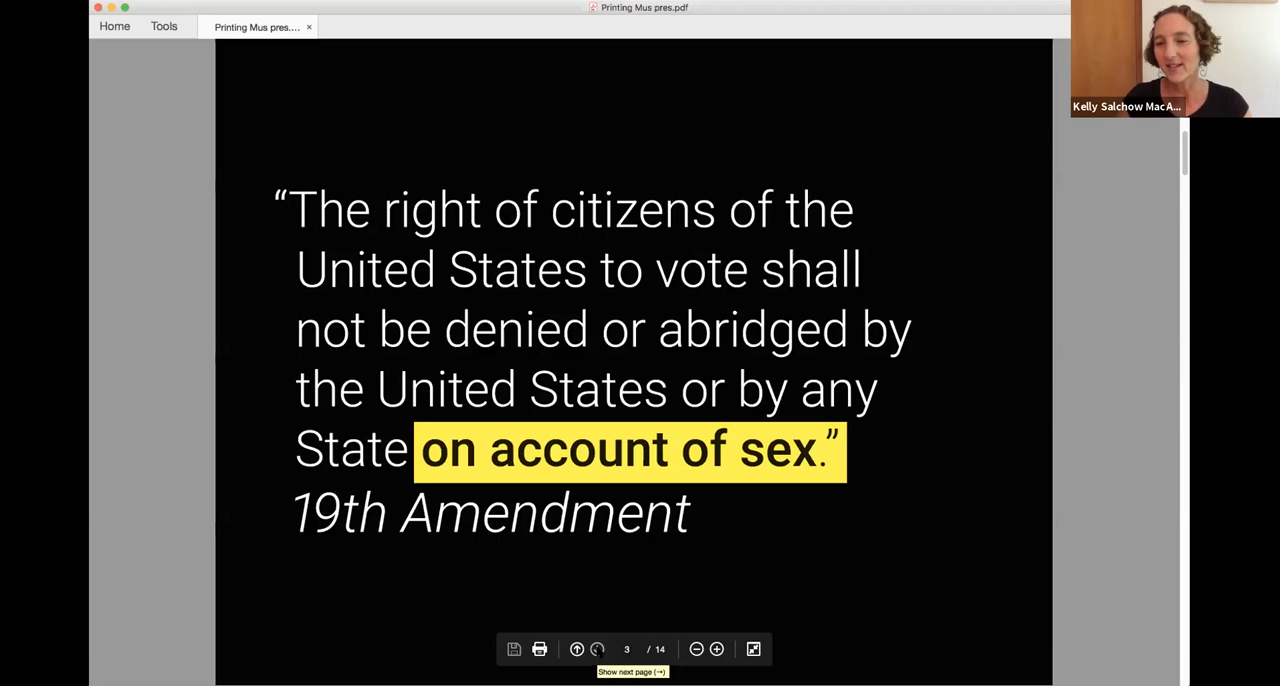 Printing Mus pres.pdf
Home Tools Printing Mus pres.... ×
Kelly Salchow MacA...
“The right of citizens of the
United States to vote shall
not be denied or abridged by
the United States or by any
State on account of sex.”
19th Amendment
3 / 14
Show next page (→)